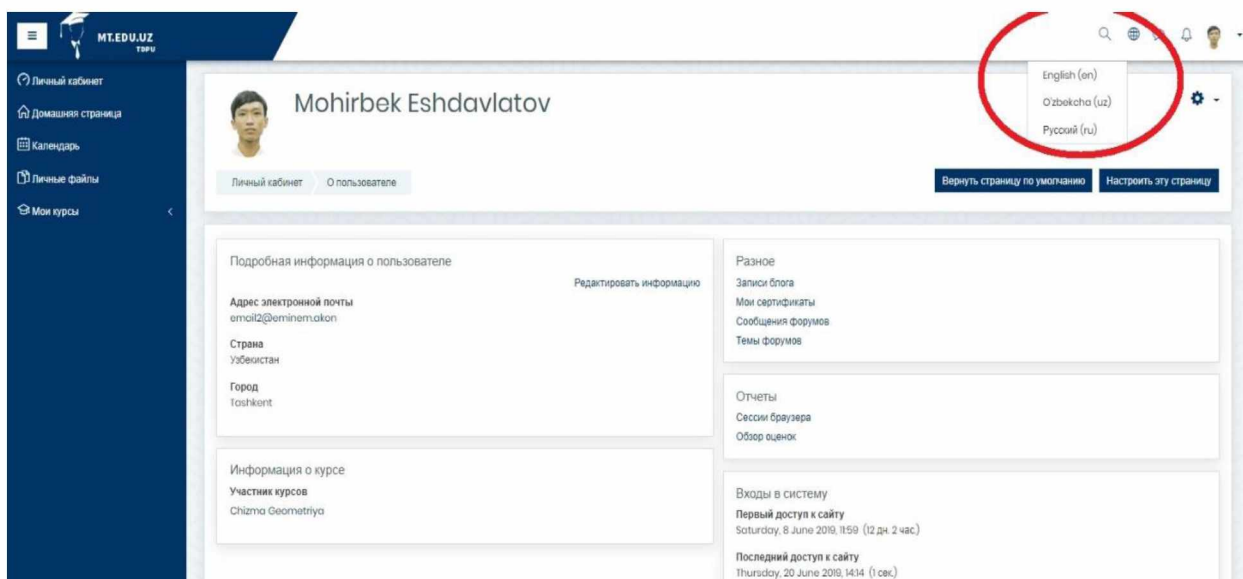 MT.EDU.UZ
TSPU
Личный кабинет
Домашняя страница
Календарь
Личные файлы
Мои курсы
English (en)
O'zbekcha (uz)
Русский (ru)
Mohirbek Eshdavlatov
Личный кабинет О пользователе
Вернуть страницу по умолчанию Настроить эту страницу
Подробная информация о пользователе
Редактировать информацию
Адрес электронной почты
email2@eminem.akon
Страна
Узбекистан
Город
Tashkent
Информация о курсе
Участник курсов
Chizma Geometriya
Разное
Записи блога
Мои сертификаты
Сообщения форумов
Темы форумов
Отчеты
Сессии браузера
Обзор оценок
Входы в систему
Первый доступ к сайту
Saturday, 8 June 2019, 11:59 (12 дн. 2 час.)
Последний доступ к сайту
Thursday, 20 June 2019, 14:14 (1 сек.)